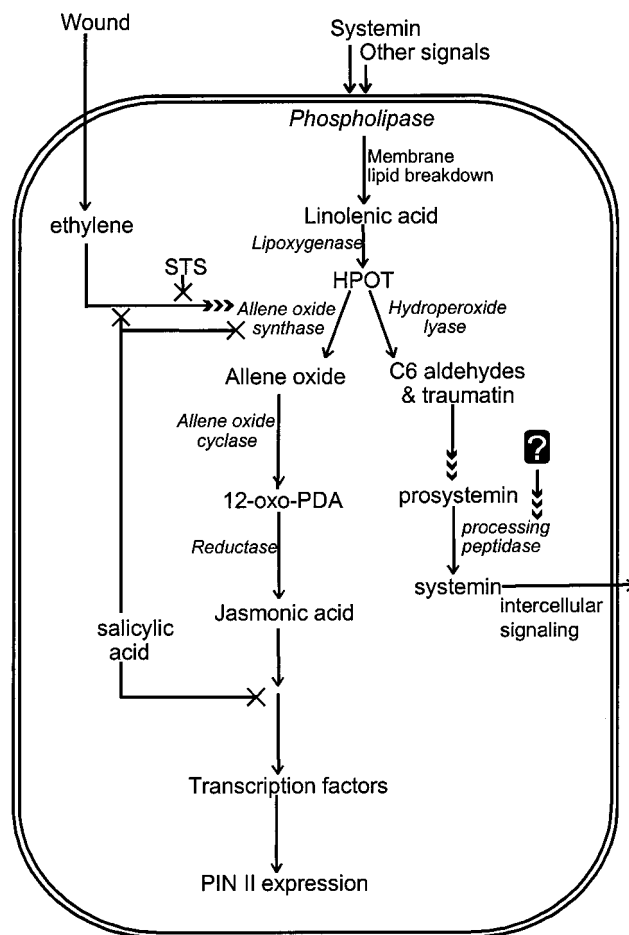 Wound
Systemin
Other signals
Phospholipase
Membrane
lipid breakdown
Linolenic acid
ethylene
Lipoxygenase
STS
HPOT
Allene oxide
synthase
Hydroperoxide
lyase
Allene oxide
C6 aldehydes
& traumatin
Allene oxide
cyclase
?
12-oxo-PDA
prosystemin
processing
peptidase
Reductase
systemin
intercellular
signaling
Jasmonic acid
salicylic
acid
Transcription factors
PIN II expression